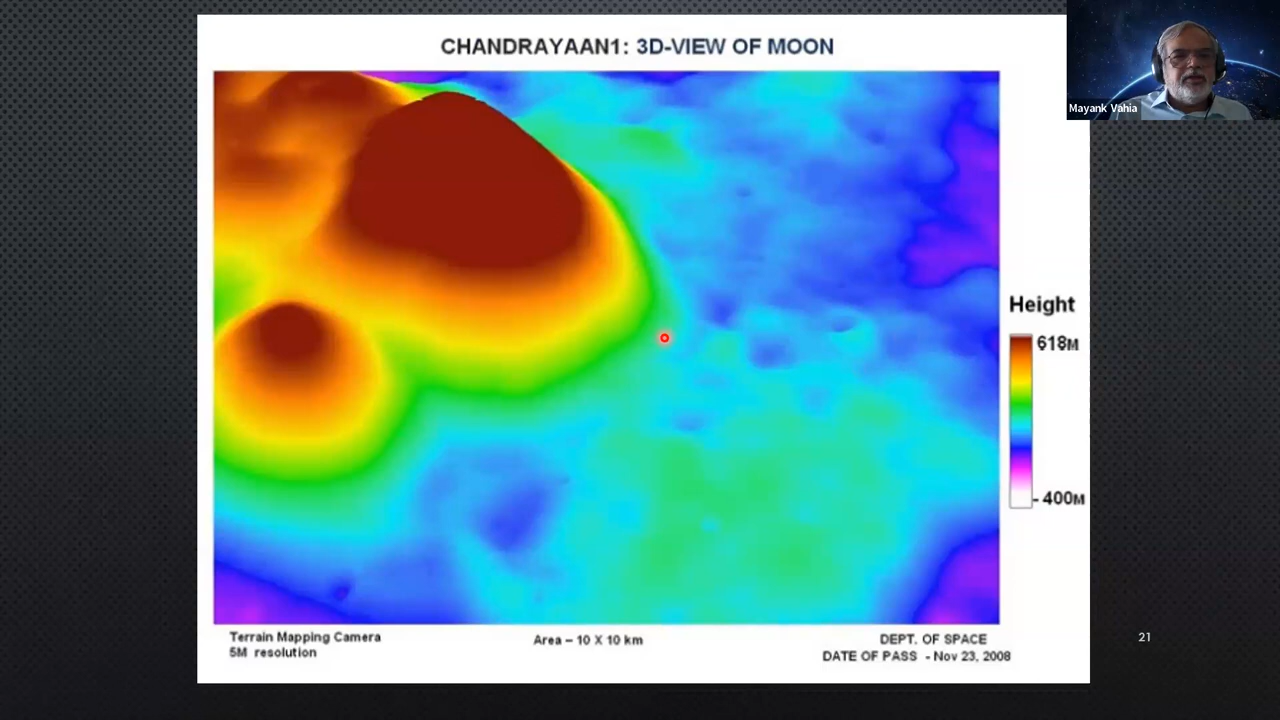 CHANDRAYAAN1: 3D-VIEW OF MOON
Mayank Vahia
Height
618M
- 400M
Terrain Mapping Camera
5M resolution
Area – 10 X 10 km
DEPT. OF SPACE
DATE OF PASS - Nov 23, 2008
21